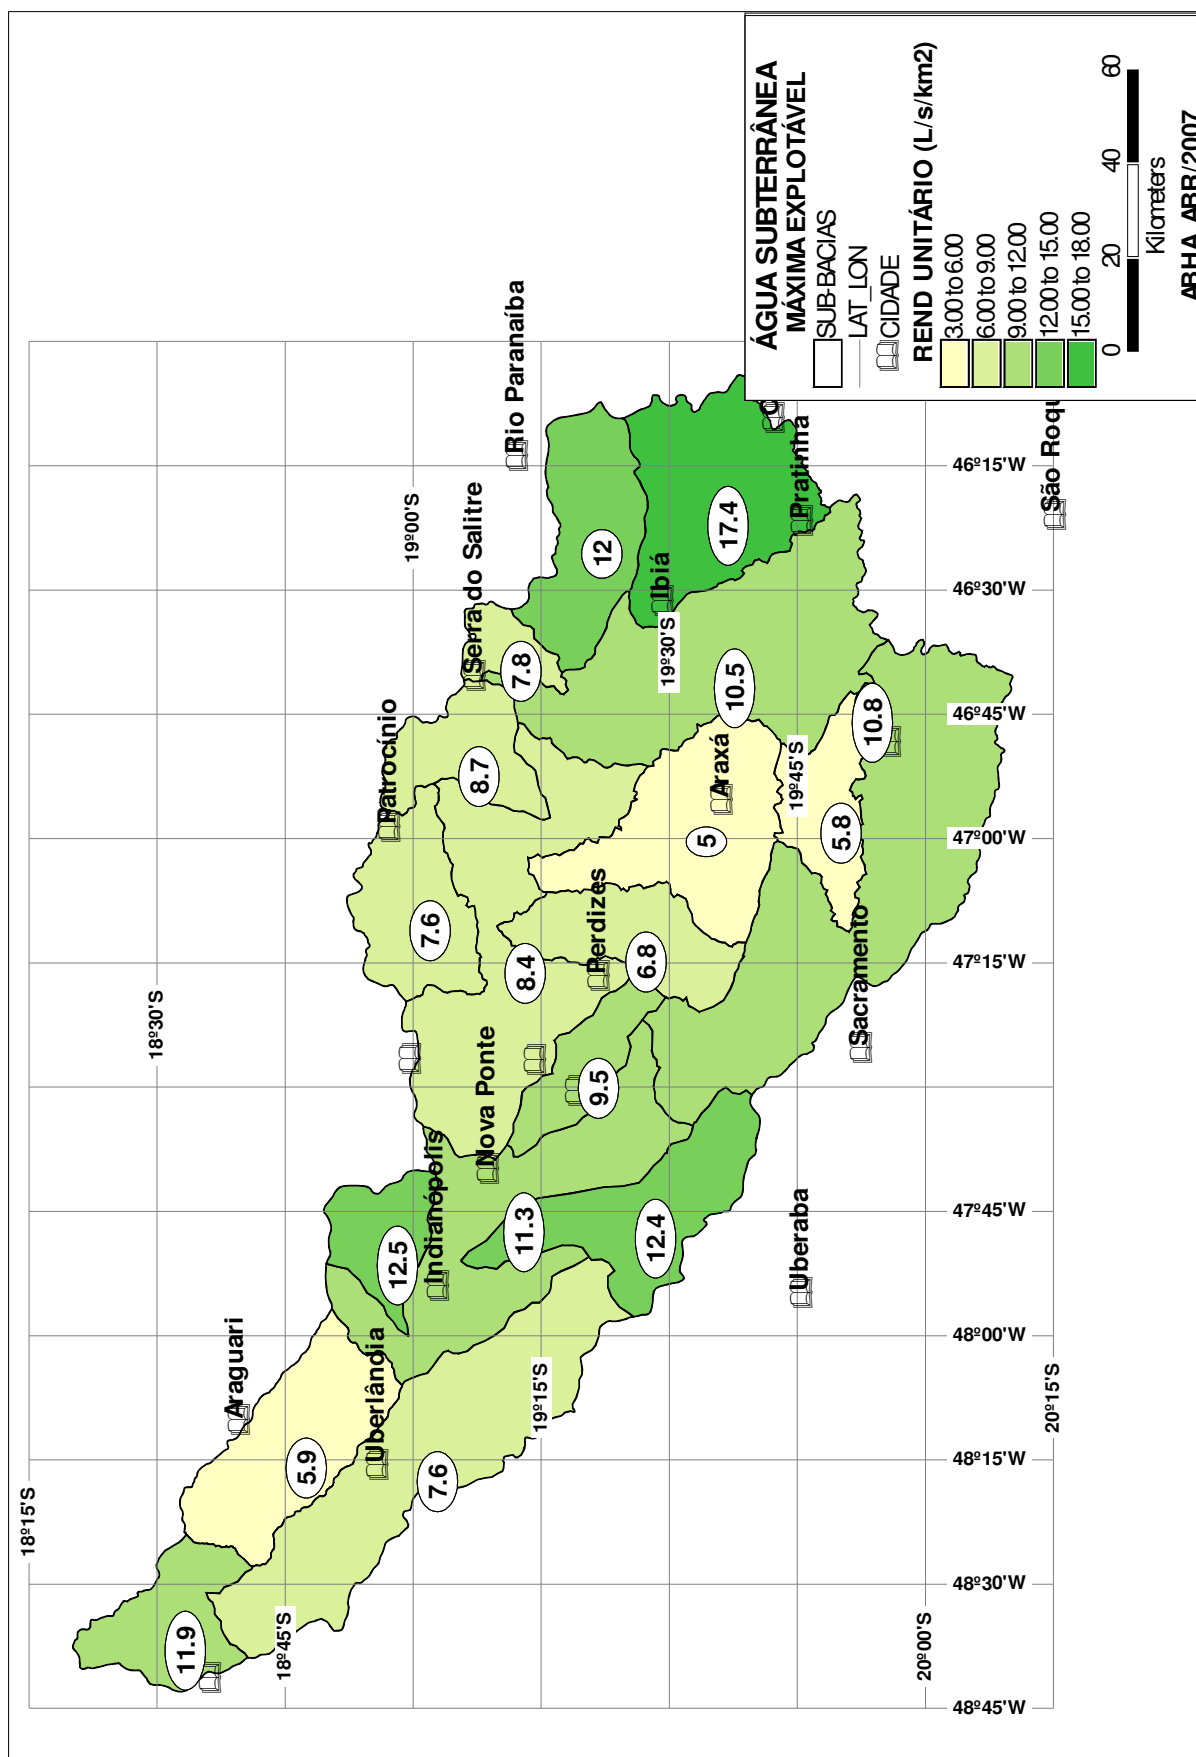 ÁGUA SUBTERRÂNEA
MÁXIMA EXPLOTÁVEL
SUB-BACIAS
LAT_LON
CIDADE
REND UNITÁRIO (L/s/km2)
3.00 to 6.00
6.00 to 9.00
9.00 to 12.00
12.00 to 15.00
15.00 to 18.00
0 20 40 60
Kilometers
ABHA ABR/2007
18º15'S
18º30'S
18º45'S
19º00'S
19º15'S
19º30'S
19º45'S
20º00'S
20º15'S
48º45'W
48º30'W
48º15'W
48º00'W
47º45'W
47º15'W
47º00'W
46º45'W
46º30'W
46º15'W
Araguari
Uberlândia
Indianópolis
Nova Ponte
Uberaba
Perdizes
Sacramento
Patrocínio
Serra do Salitre
Araxá
Ibiá
Rio Paranaíba
Pratinha
São Roqu
11.9
5.9
7.6
12.5
11.3
12.4
9.5
8.4
7.6
6.8
8.7
5
5.8
7.8
10.5
10.8
12
17.4